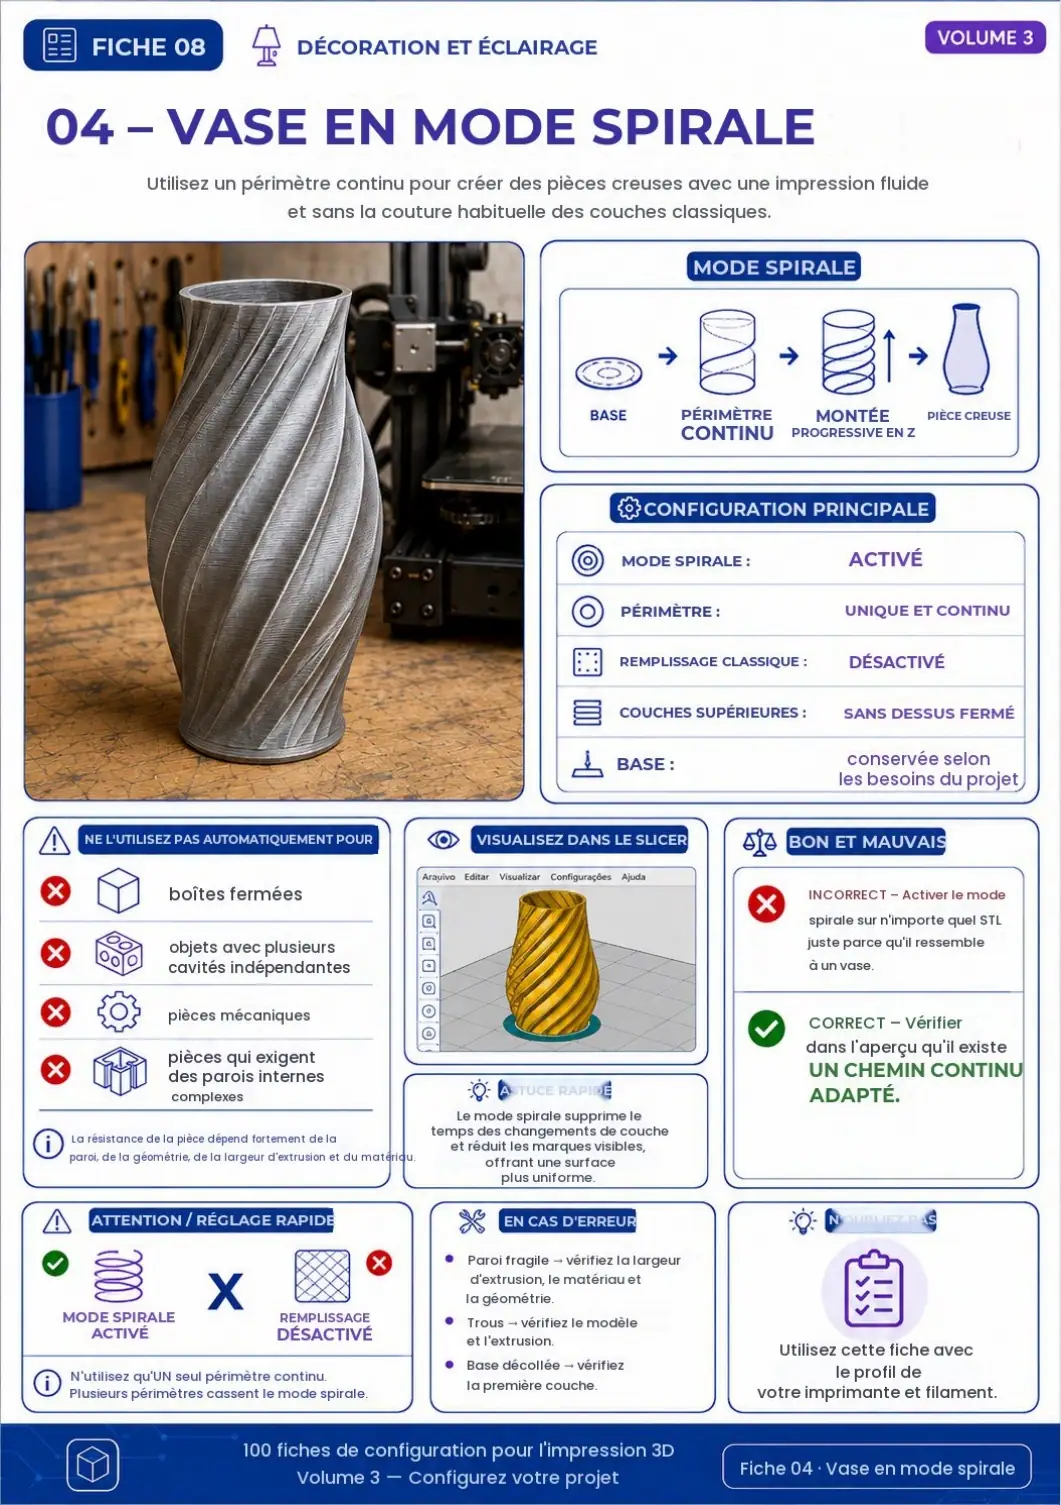 FICHE 08
DÉCORATION ET ÉCLAIRAGE
VOLUME 3
04 – VASE EN MODE SPIRALE
Utilisez un périmètre continu pour créer des pièces creuses avec une impression fluide
et sans la couture habituelle des couches classiques.
MODE SPIRALE
BASE
PÉRIMÈTRE
CONTINU
MONTÉE
PROGRESSIVE EN Z
PIÈCE CREUSE
CONFIGURATION PRINCIPALE
MODE SPIRALE : ACTIVÉ
PÉRIMÈTRE : UNIQUE ET CONTINU
REMPLISSAGE CLASSIQUE : DÉSACTIVÉ
COUCHES SUPÉRIEURES : SANS DESSUS FERMÉ
BASE : conservée selon
les besoins du projet
NE L'UTILISEZ PAS AUTOMATIQUEMENT POUR
boîtes fermées
objets avec plusieurs
cavités indépendantes
pièces mécaniques
pièces qui exigent
des parois internes
complexes
La résistance de la pièce dépend fortement de la
paroi, de la géométrie, de la largeur d'extrusion et du matériau.
VISUALISEZ DANS LE SLICER
Arquivo Editar Visualizar Configurações Ajuda
ASTUCE RAPIDE
Le mode spirale supprime le
temps des changements de couche
et réduit les marques visibles,
offrant une surface
plus uniforme.
BON ET MAUVAIS
INCORRECT – Activer le mode
spirale sur n'importe quel STL
juste parce qu'il ressemble
à un vase.
CORRECT – Vérifier
dans l'aperçu qu'il existe
UN CHEMIN CONTINU
ADAPTÉ.
ATTENTION / RÉGLAGE RAPIDE
MODE SPIRALE
ACTIVÉ
X
REMPLISSAGE
DÉSACTIVÉ
N'utilisez qu'UN seul périmètre continu.
Plusieurs périmètres cassent le mode spirale.
EN CAS D'ERREUR
• Paroi fragile → vérifiez la largeur
d'extrusion, le matériau et
la géométrie.
• Trous → vérifiez le modèle
et l'extrusion.
• Base décollée → vérifiez
la première couche.
N'OUBLIEZ PAS
Utilisez cette fiche avec
le profil de
votre imprimante et filament.
100 fiches de configuration pour l'impression 3D
Volume 3 — Configurez votre projet
Fiche 04 · Vase en mode spirale